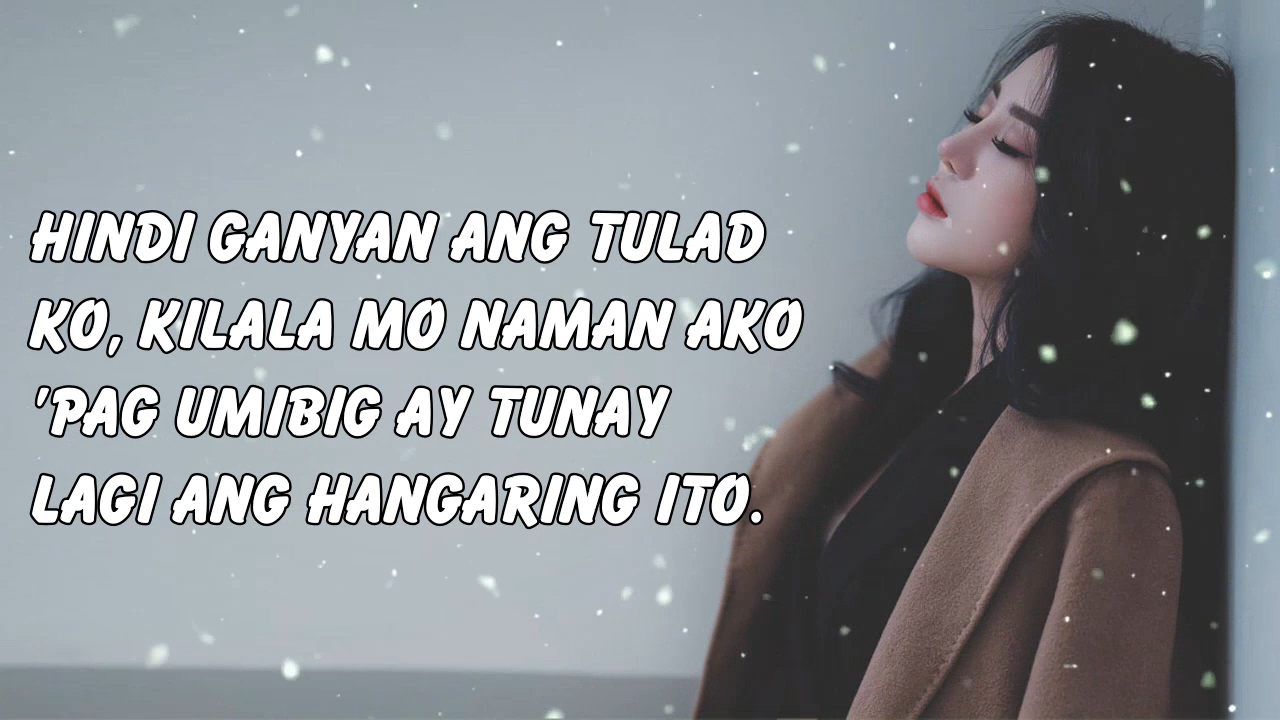 HINDI GANYAN ANG TULAD
KO, KILALA MO NAMAN AKO
'PAG UMIBIG AY TUNAY
LAGI ANG HANGARING ITO.